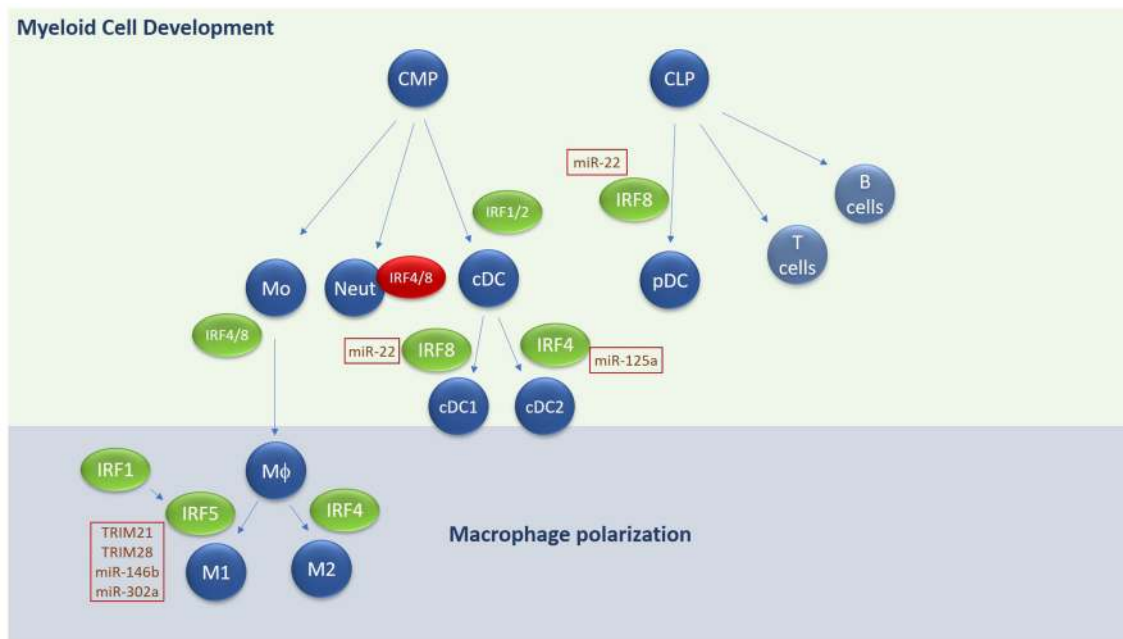 Myeloid Cell Development
CMP
CLP
miR-22
IRF8
B
cells
IRF1/2
T
cells
Mo
Neut
IRF4/8
cDC
pDC
IRF4/8
miR-22
IRF8
IRF4
miR-125a
cDC1
cDC2
IRF1
Mϕ
IRF5
IRF4
TRIM21
TRIM28
miR-146b
miR-302a
M1
M2
Macrophage polarization